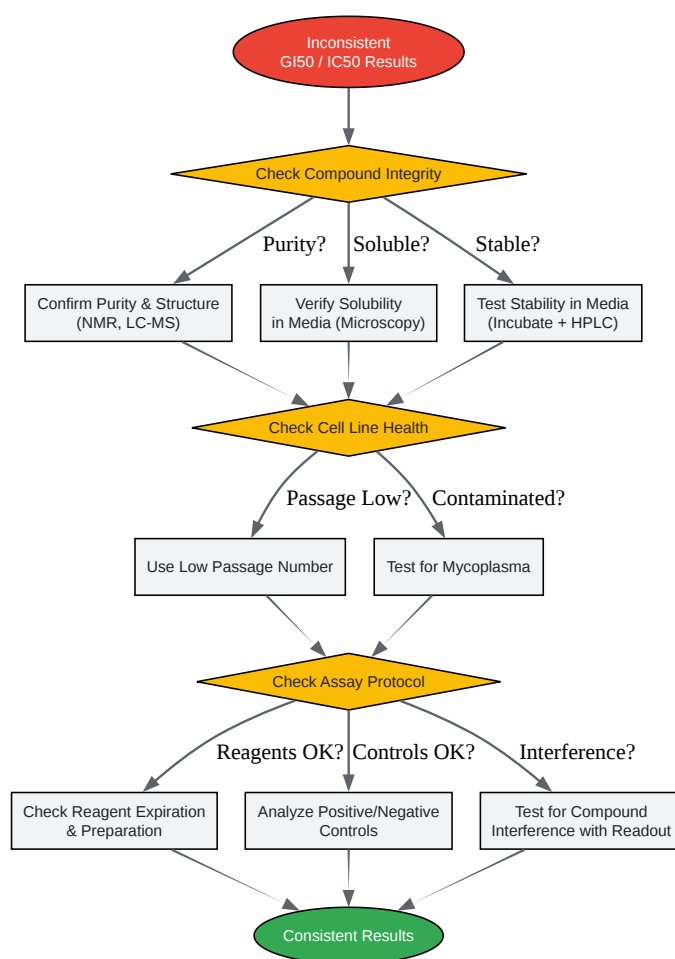 Inconsistent
GI50 / IC50 Results
Check Compound Integrity
Purity?
Soluble?
Stable?
Confirm Purity & Structure
(NMR, LC-MS)
Verify Solubility
in Media (Microscopy)
Test Stability in Media
(Incubate + HPLC)
Check Cell Line Health
Passage Low?
Contaminated?
Use Low Passage Number
Test for Mycoplasma
Check Assay Protocol
Reagents OK?
Controls OK?
Interference?
Check Reagent Expiration
& Preparation
Analyze Positive/Negative
Controls
Test for Compound
Interference with Readout
Consistent Results